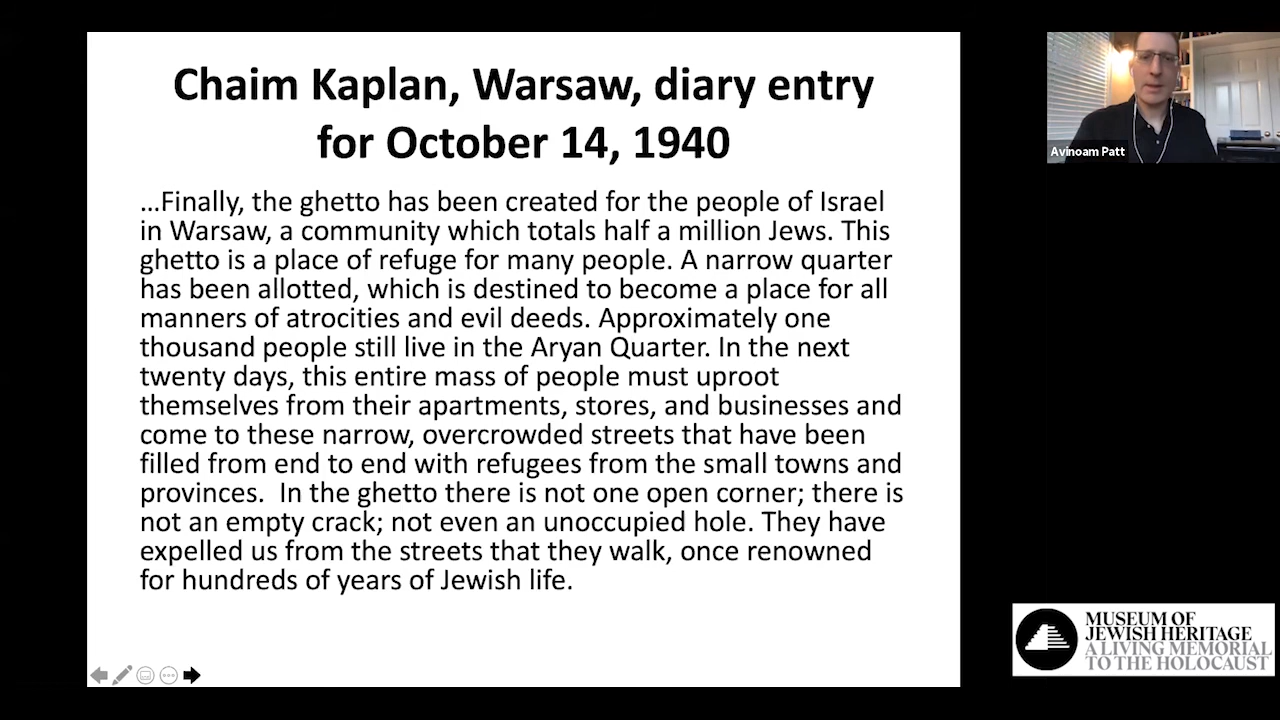 Chaim Kaplan, Warsaw, diary entry
for October 14, 1940
...Finally, the ghetto has been created for the people of Israel
in Warsaw, a community which totals half a million Jews. This
ghetto is a place of refuge for many people. A narrow quarter
has been allotted, which is destined to become a place for all
manners of atrocities and evil deeds. Approximately one
thousand people still live in the Aryan Quarter. In the next
twenty days, this entire mass of people must uproot
themselves from their apartments, stores, and businesses and
come to these narrow, overcrowded streets that have been
filled from end to end with refugees from the small towns and
provinces.  In the ghetto there is not one open corner; there is
not an empty crack; not even an unoccupied hole. They have
expelled us from the streets that they walk, once renowned
for hundreds of years of Jewish life.
Avinoam Patt
MUSEUM OF
JEWISH HERITAGE
A LIVING MEMORIAL
TO THE HOLOCAUST